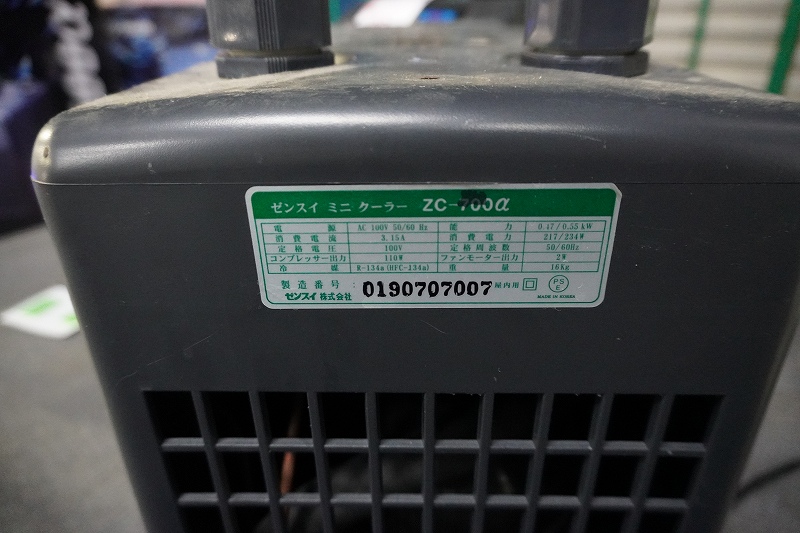 ゼンスイ ミニ クーラー ZC-700α
電源 AC 100V 50/60 Hz 能力 0.47/0.55kW
消費電流 3.15A 消費電力 217/234W
定格電圧 100V 定格周波数 50/60Hz
コンプレッサー出力 110W ファンモーター出力 2W
冷媒 R-134a(HFC-134a) 重量 16Kg
製造番号: 0190707007 屋内用 PSE
ゼンスイ 株式会社 MADE IN KOREA